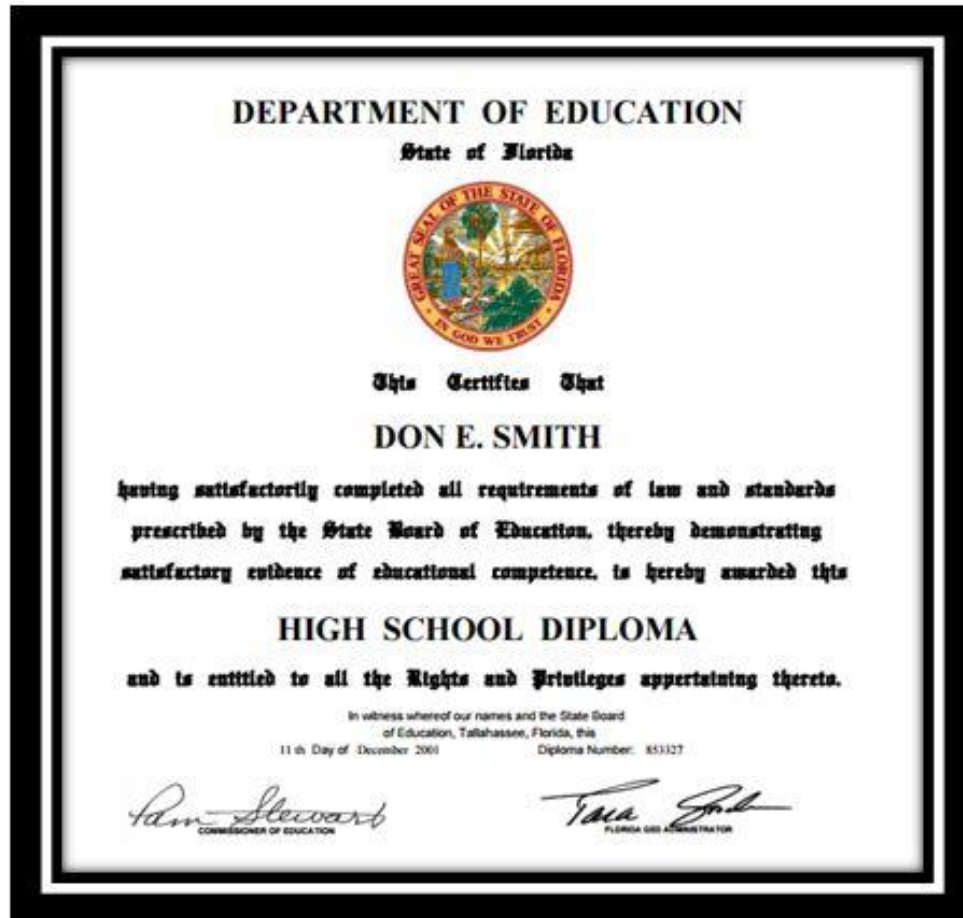 DEPARTMENT OF EDUCATION
State of Florida
GREAT SEAL OF THE STATE OF FLORIDA
IN GOD WE TRUST
This Certifies That
DON E. SMITH
having satisfactorily completed all requirements of law and standards
prescribed by the State Board of Education, thereby demonstrating
satisfactory evidence of educational competence, is hereby awarded this
HIGH SCHOOL DIPLOMA
and is entitled to all the Rights and Privileges appertaining thereto.
In witness whereof our names and the State Board
of Education, Tallahassee, Florida, this
11 th Day of December 2001 Diploma Number: 853327
Pam Stewart Tara
COMMISSIONER OF EDUCATION FLORIDA GED ADMINISTRATOR